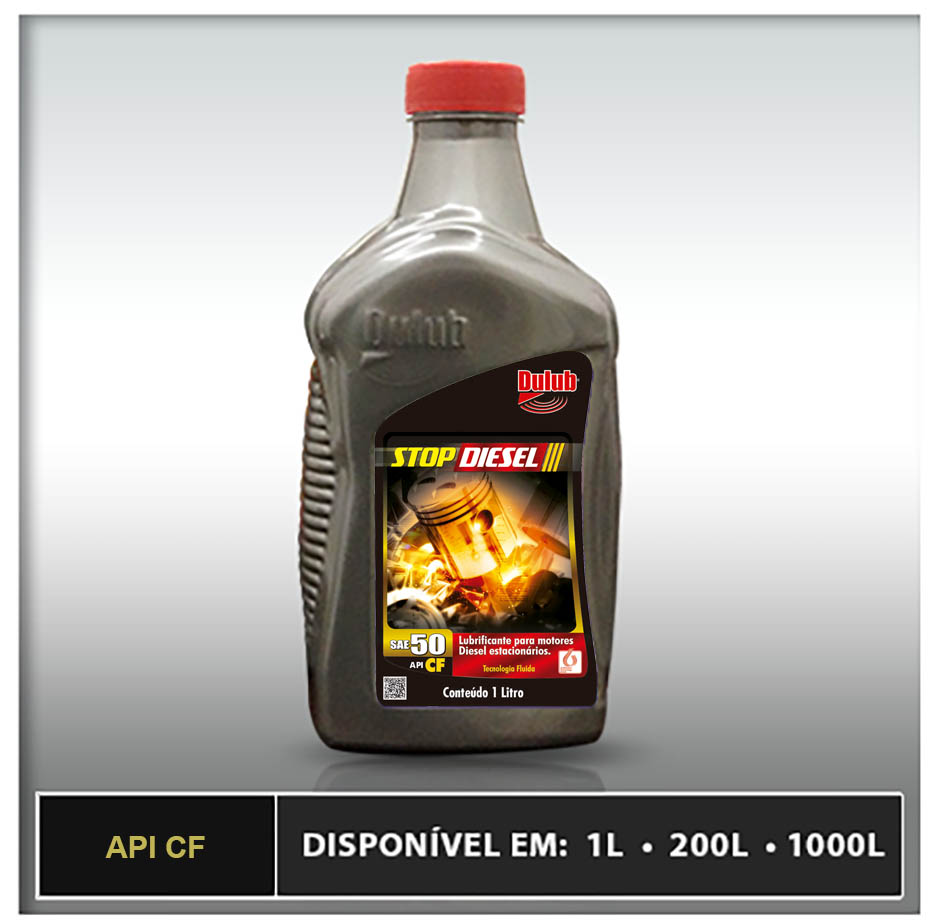 Dulub
Dulub
STOP DIESEL
SAE 50
API CF
Lubrificante para motores
Diesel estacionários.
Tecnologia Fluida
Conteúdo 1 Litro
API CF
DISPONÍVEL EM: 1L • 200L • 1000L